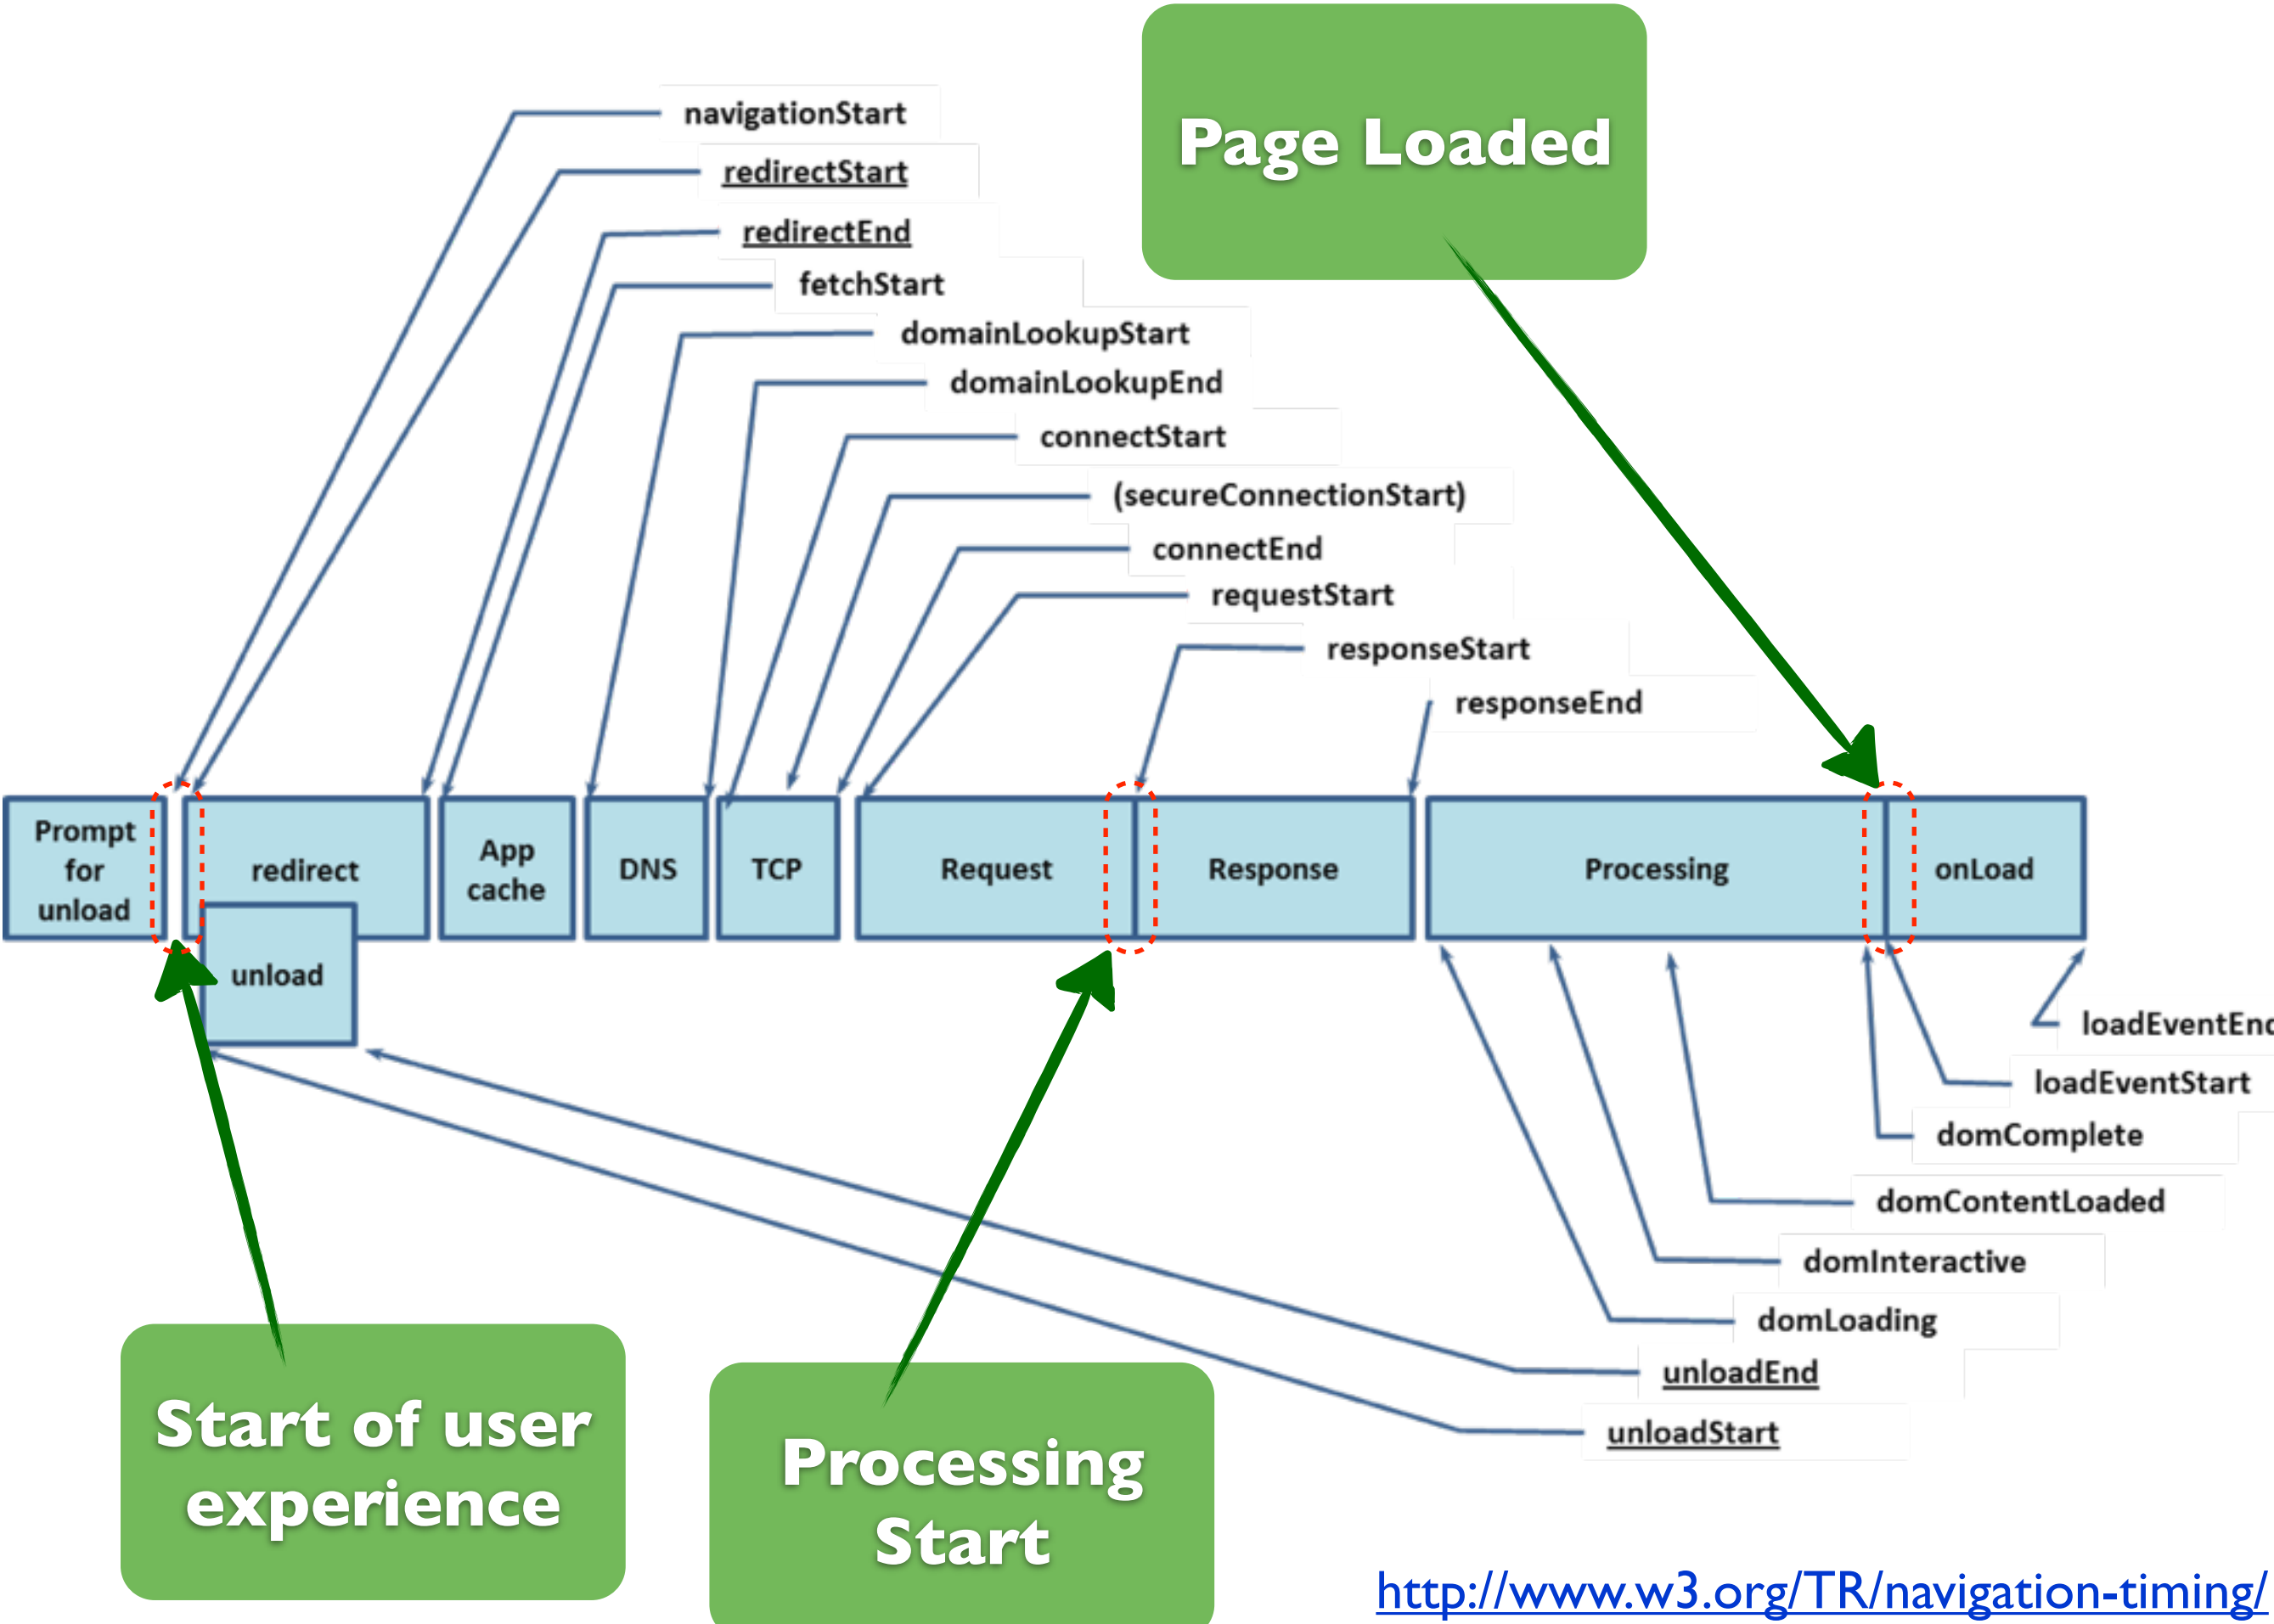 navigationStart
redirectStart
redirectEnd
fetchStart
domainLookupStart
domainLookupEnd
connectStart
(secureConnectionStart)
connectEnd
requestStart
responseStart
responseEnd
Page Loaded
Prompt
for
unload
redirect
unload
App
cache
DNS
TCP
Request
Response
Processing
onLoad
loadEventEnd
loadEventStart
domComplete
domContentLoaded
domInteractive
domLoading
unloadEnd
unloadStart
Start of user
experience
Processing
Start
http://www.w3.org/TR/navigation-timing/